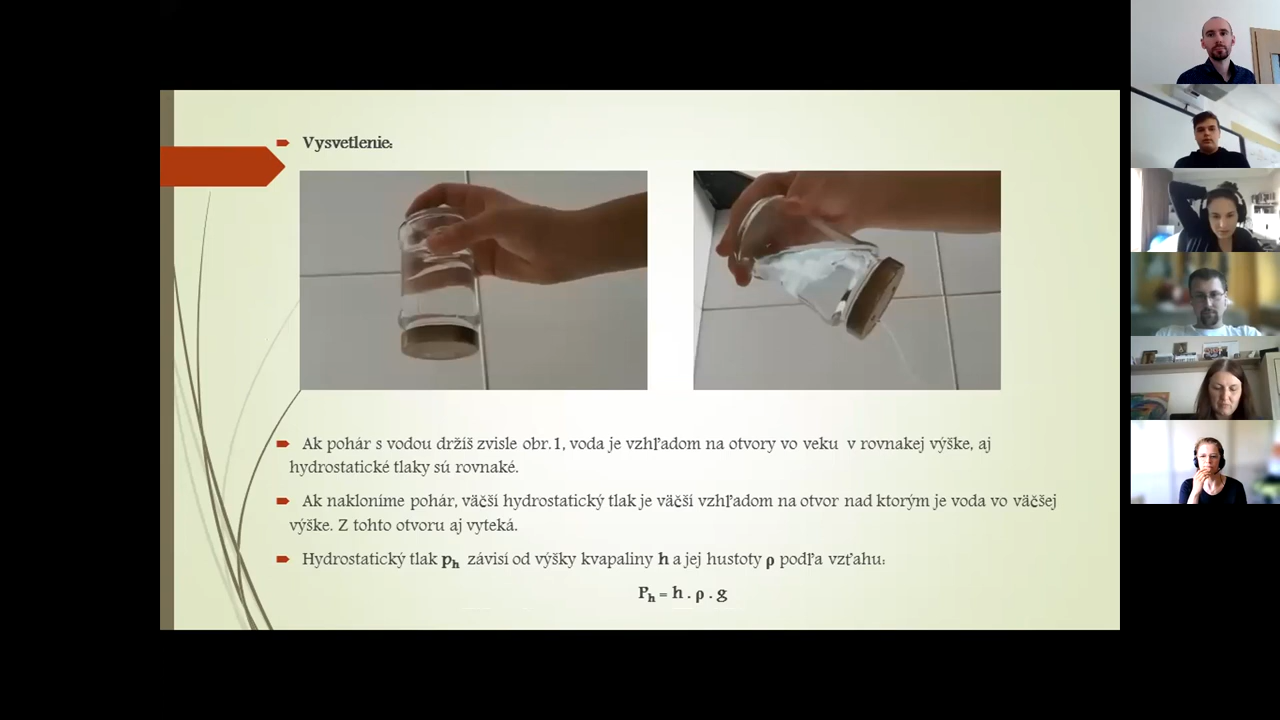 Vysvetlenie:
Ak pohár s vodou držíš zvisle obr.1, voda je vzhľadom na otvory vo veku v rovnakej výške, aj
hydrostatické tlaky sú rovnaké.
Ak nakloníme pohár, väčší hydrostatický tlak je väčší vzhľadom na otvor nad ktorým je voda vo väčšej
výške. Z tohto otvoru aj vyteká.
Hydrostatický tlak pₕ závisí od výšky kvapaliny h a jej hustoty ρ podľa vzťahu:
Pₕ = h . ρ . g